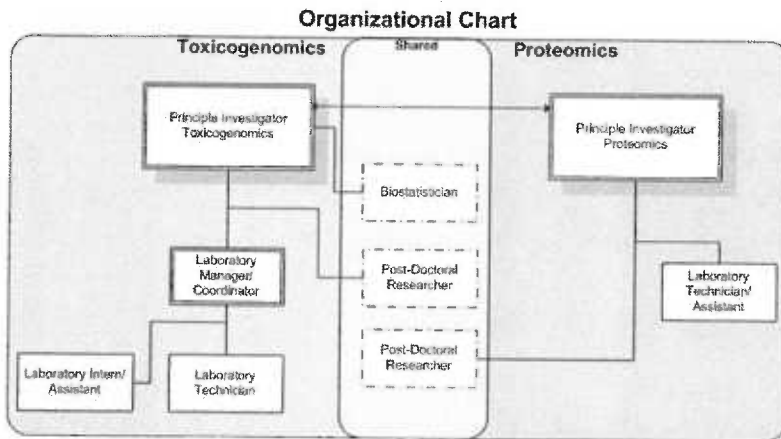 Organizational Chart
Toxicogenomics
Shared
Proteomics
Principle Investigator
Toxicogenomics
Principle Investigator
Proteomics
Biostatistician
Laboratory
Manager/
Coordinator
Post-Doctoral
Researcher
Laboratory
Technician/
Assistant
Post-Doctoral
Researcher
Laboratory Intern/
Assistant
Laboratory
Technician